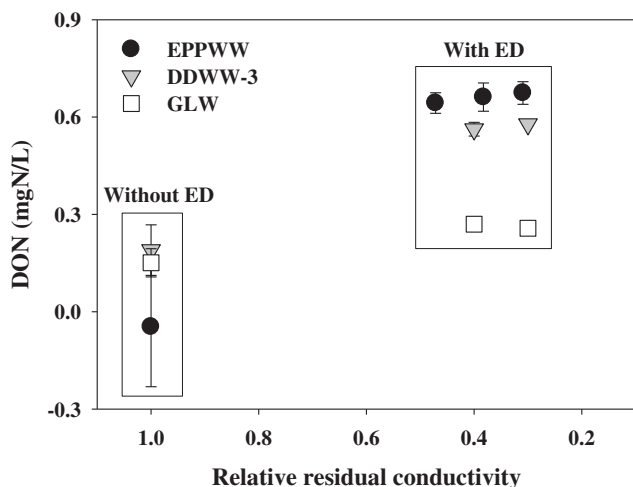 0.9
0.6
0.3
0.0
-0.3
DON (mgN/L)
EPPWW
DDWW-3
GLW
With ED
Without ED
1.0 0.8 0.6 0.4 0.2
Relative residual conductivity